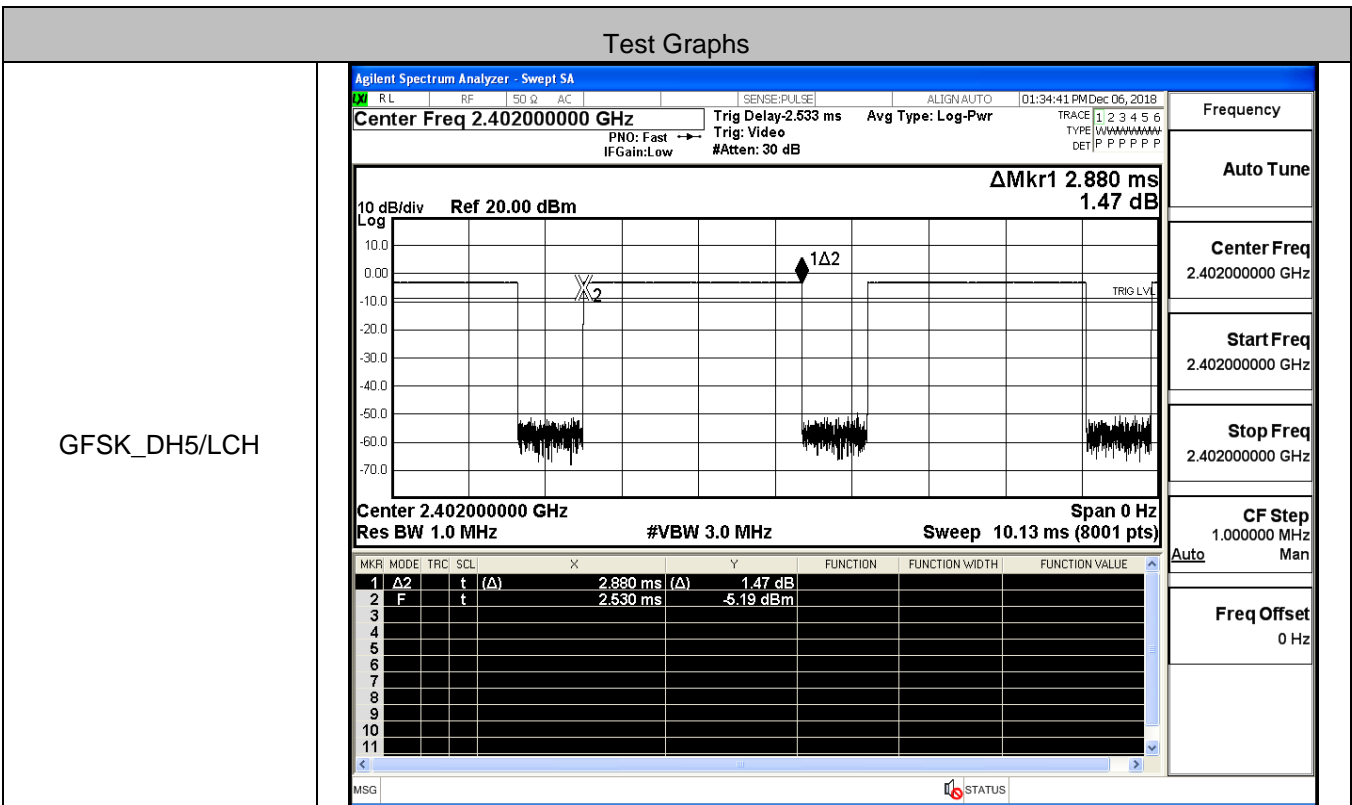 Test Graphs
GFSK_DH5/LCH
Agilent Spectrum Analyzer - Swept SA
LXI RL RF 50 Ω AC SENSE:PULSE ALIGN AUTO 01:34:41 PM Dec 06, 2018
Center Freq 2.402000000 GHz
PNO: Fast
IFGain:Low
Trig Delay-2.533 ms
Trig: Video
#Atten: 30 dB
Avg Type: Log-Pwr
TRACE 1 2 3 4 5 6
TYPE WWWWWW
DET P P P P P P
ΔMkr1 2.880 ms
1.47 dB
10 dB/div Ref 20.00 dBm
Log
10.0
0.00
-10.0
-20.0
-30.0
-40.0
-50.0
-60.0
-70.0
1Δ2
2
TRIG LVL
Center 2.402000000 GHz Span 0 Hz
Res BW 1.0 MHz #VBW 3.0 MHz Sweep 10.13 ms (8001 pts)
MKR MODE TRC SCL X Y FUNCTION FUNCTION WIDTH FUNCTION VALUE
1 Δ2 t (Δ) 2.880 ms (Δ) 1.47 dB
2 F t 2.530 ms -5.19 dBm
3
4
5
6
7
8
9
10
11
MSG STATUS
Frequency
Auto Tune
Center Freq
2.402000000 GHz
Start Freq
2.402000000 GHz
Stop Freq
2.402000000 GHz
CF Step
1.000000 MHz
Auto Man
Freq Offset
0 Hz